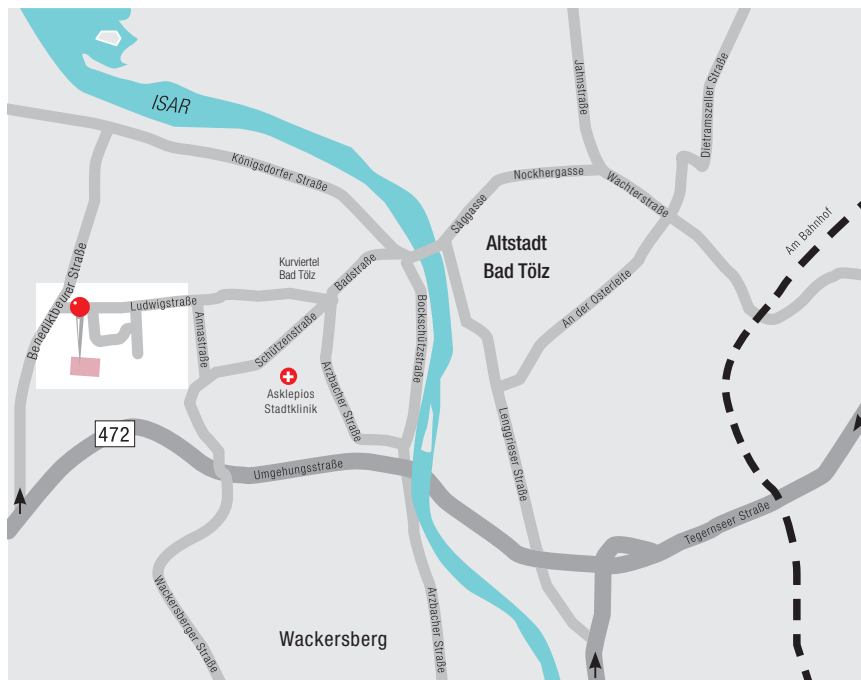 ISAR
Jahnstraße
Dietramszeller Straße
Königsdorfer Straße
Nockhergasse
Wachterstraße
Säggasse
Am Bahnhof
Altstadt
Bad Tölz
Kurviertel
Bad Tölz
Badstraße
Benediktbeurer Straße
Ludwigstraße
Annastraße
Schützenstraße
Bockschützstraße
An der Osterleite
Arzbacher Straße
Asklepios
Stadtklinik
472
Umgehungsstraße
Lenggrieser Straße
Tegernseer Straße
Wackersberger Straße
Arzbacher Straße
Wackersberg